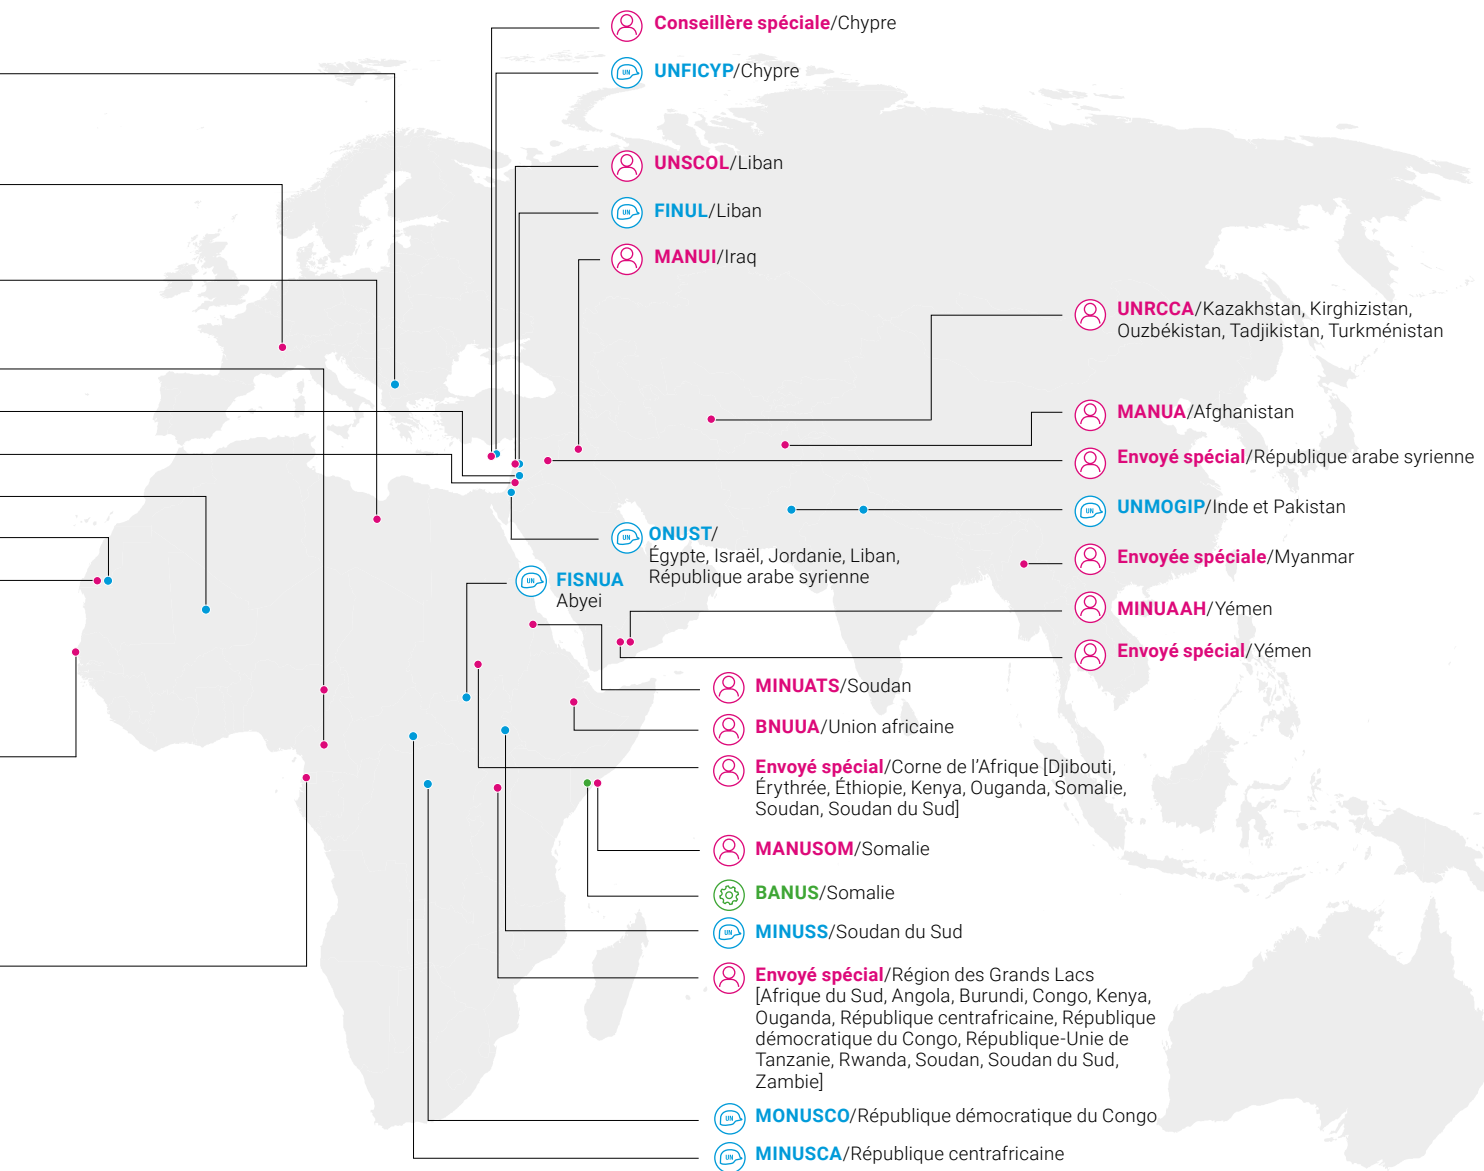 Conseillère spéciale/Chypre
UNFICYP/Chypre
UNSCOL/Liban
FINUL/Liban
MANUI/Iraq
UNRCCA/Kazakhstan, Kirghizistan,
Ouzbékistan, Tadjikistan, Turkménistan
MANUA/Afghanistan
Envoyé spécial/République arabe syrienne
UNMOGIP/Inde et Pakistan
ONUST/
Égypte, Israël, Jordanie, Liban,
République arabe syrienne
Envoyée spéciale/Myanmar
FISNUA
Abyei
MINUAAH/Yémen
Envoyé spécial/Yémen
MINUATS/Soudan
BNUUA/Union africaine
Envoyé spécial/Corne de l’Afrique [Djibouti,
Érythrée, Éthiopie, Kenya, Ouganda, Somalie,
Soudan, Soudan du Sud]
MANUSOM/Somalie
BANUS/Somalie
MINUSS/Soudan du Sud
Envoyé spécial/Région des Grands Lacs
[Afrique du Sud, Angola, Burundi, Congo, Kenya,
Ouganda, République centrafricaine, République
démocratique du Congo, République-Unie de
Tanzanie, Rwanda, Soudan, Soudan du Sud,
Zambie]
MONUSCO/République démocratique du Congo
MINUSCA/République centrafricaine